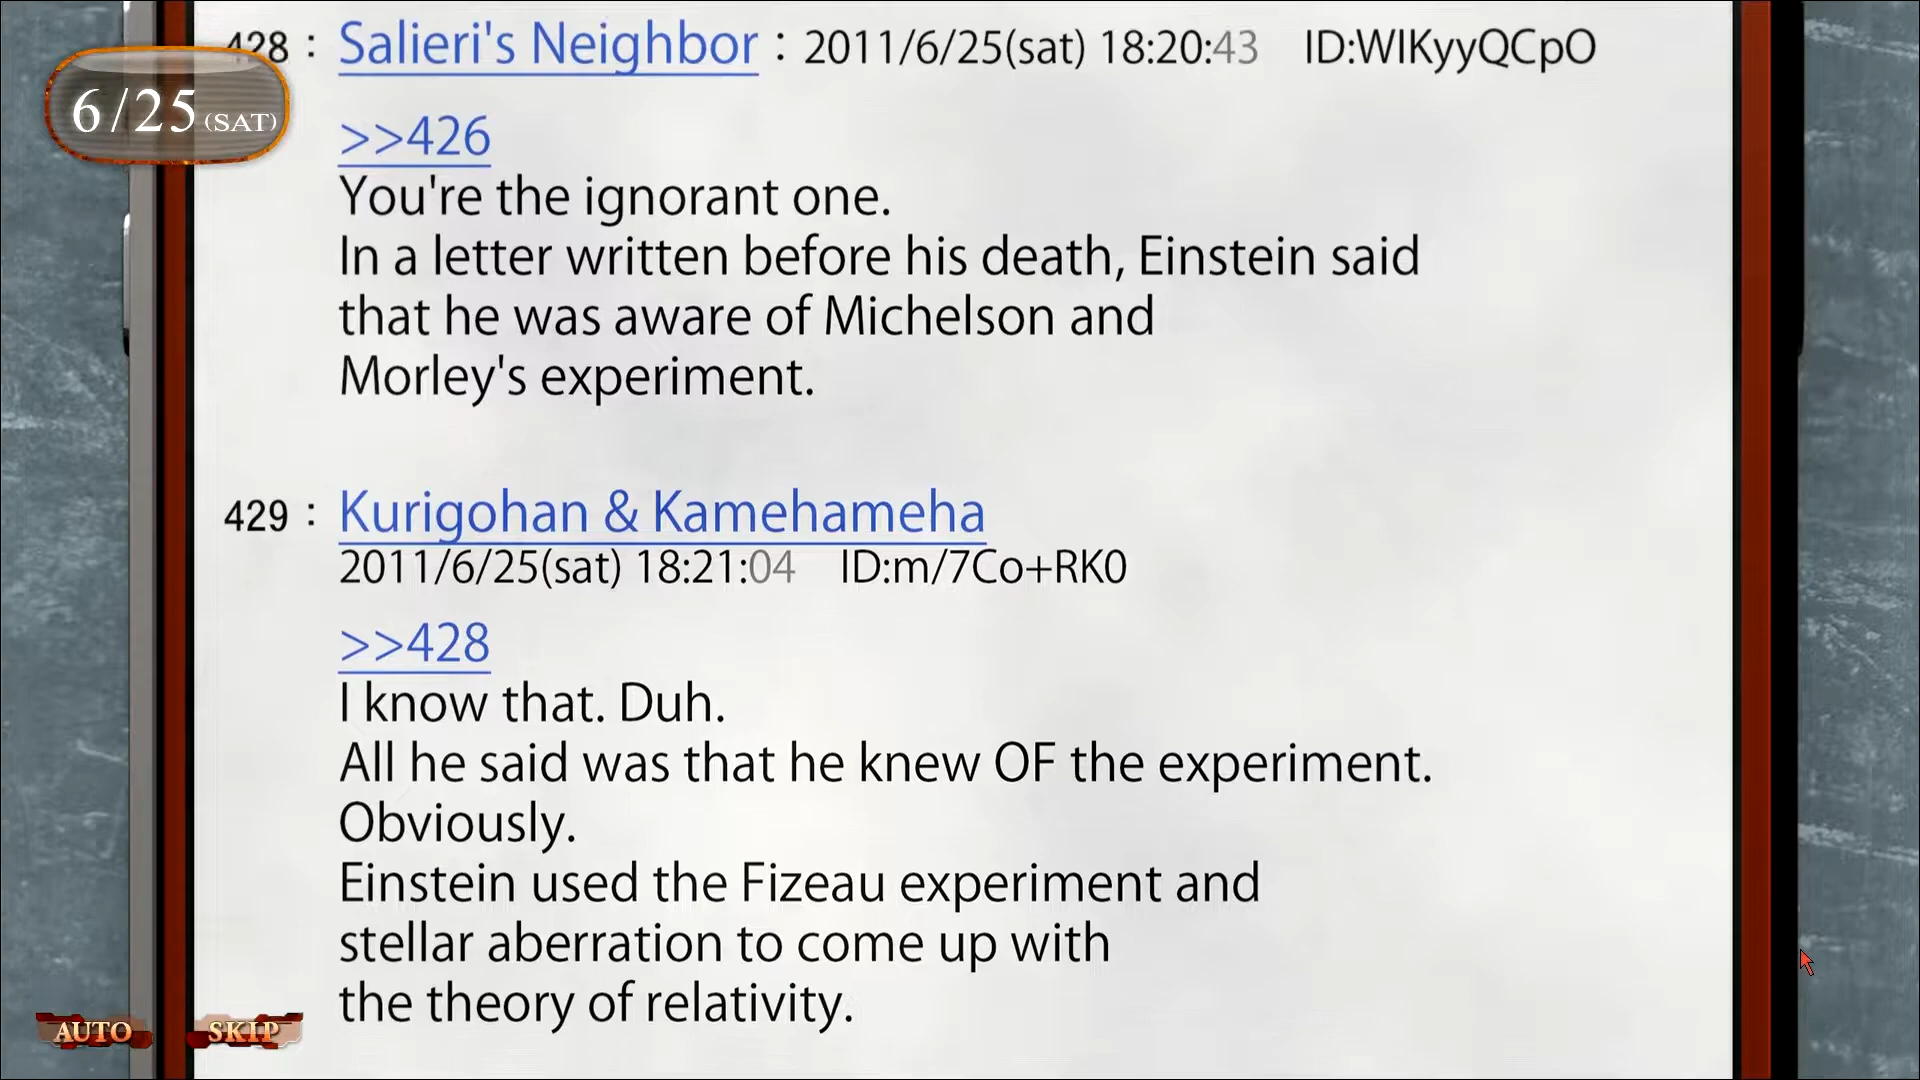 428 : Salieri's Neighbor : 2011/6/25(sat) 18:20:43 ID:WIKyyQCpO
6/25(SAT)
>>426
You're the ignorant one.
In a letter written before his death, Einstein said
that he was aware of Michelson and
Morley's experiment.
429 : Kurigohan & Kamehameha
2011/6/25(sat) 18:21:04 ID:m/7Co+RK0
>>428
I know that. Duh.
All he said was that he knew OF the experiment.
Obviously.
Einstein used the Fizeau experiment and
stellar aberration to come up with
the theory of relativity.
AUTO SKIP